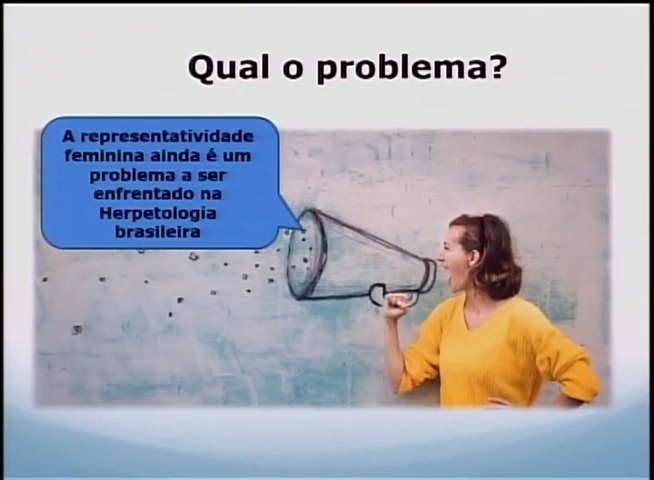 Qual o problema?
A representatividade
feminina ainda é um
problema a ser
enfrentado na
Herpetologia
brasileira